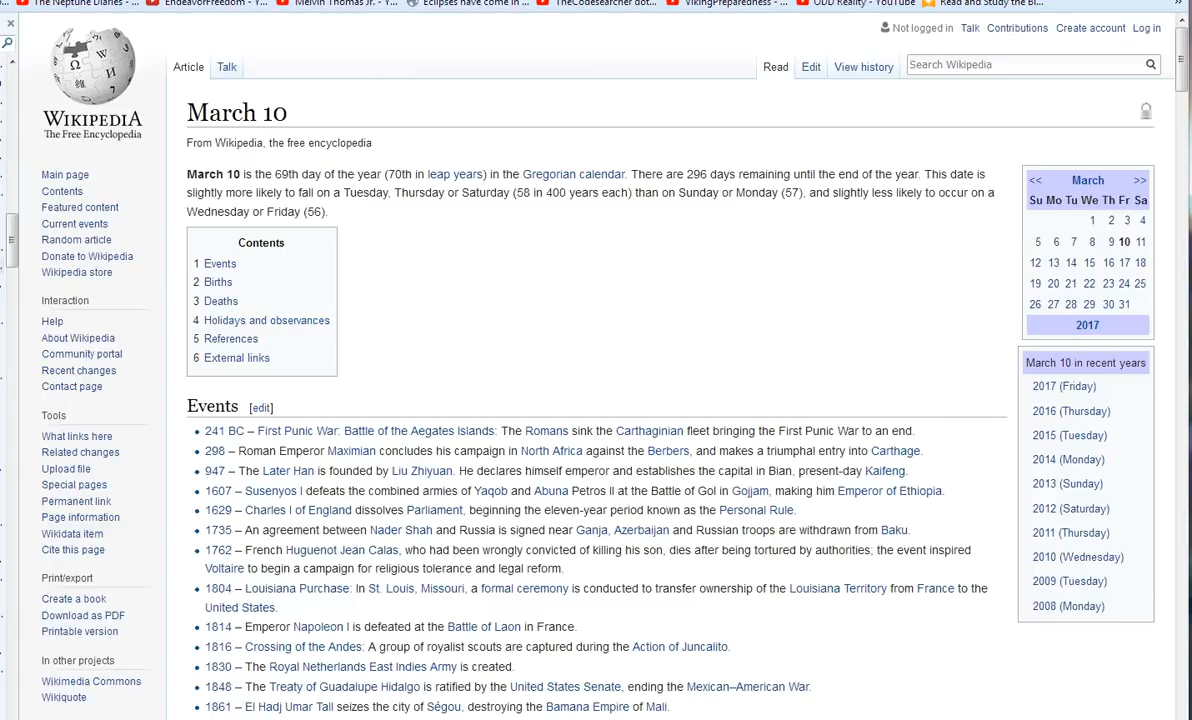 The Neptune Diaries - ... EndeavorFreedom - Y... Melvin Thomas Jr. - Y... Eclipses have come in ... TheCodesearcher dot... VikingPreparedness - ... ODD Reality - YouTube Read and Study the Bi...
Not logged in Talk Contributions Create account Log in
Article Talk Read Edit View history Search Wikipedia
WIKIPEDIA
The Free Encyclopedia
March 10
From Wikipedia, the free encyclopedia
March 10 is the 69th day of the year (70th in leap years) in the Gregorian calendar. There are 296 days remaining until the end of the year. This date is
slightly more likely to fall on a Tuesday, Thursday or Saturday (58 in 400 years each) than on Sunday or Monday (57), and slightly less likely to occur on a
Wednesday or Friday (56).
Main page
Contents
Featured content
Current events
Random article
Donate to Wikipedia
Wikipedia store
Interaction
Help
About Wikipedia
Community portal
Recent changes
Contact page
Tools
What links here
Related changes
Upload file
Special pages
Permanent link
Page information
Wikidata item
Cite this page
Print/export
Create a book
Download as PDF
Printable version
In other projects
Wikimedia Commons
Wikiquote
Contents
1 Events
2 Births
3 Deaths
4 Holidays and observances
5 References
6 External links
Events [edit]
241 BC – First Punic War: Battle of the Aegates Islands: The Romans sink the Carthaginian fleet bringing the First Punic War to an end.
298 – Roman Emperor Maximian concludes his campaign in North Africa against the Berbers, and makes a triumphal entry into Carthage.
947 – The Later Han is founded by Liu Zhiyuan. He declares himself emperor and establishes the capital in Bian, present-day Kaifeng.
1607 – Susenyos I defeats the combined armies of Yaqob and Abuna Petros II at the Battle of Gol in Gojjam, making him Emperor of Ethiopia.
1629 – Charles I of England dissolves Parliament, beginning the eleven-year period known as the Personal Rule.
1735 – An agreement between Nader Shah and Russia is signed near Ganja, Azerbaijan and Russian troops are withdrawn from Baku.
1762 – French Huguenot Jean Calas, who had been wrongly convicted of killing his son, dies after being tortured by authorities; the event inspired
Voltaire to begin a campaign for religious tolerance and legal reform.
1804 – Louisiana Purchase: In St. Louis, Missouri, a formal ceremony is conducted to transfer ownership of the Louisiana Territory from France to the
United States.
1814 – Emperor Napoleon I is defeated at the Battle of Laon in France.
1816 – Crossing of the Andes: A group of royalist scouts are captured during the Action of Juncalito.
1830 – The Royal Netherlands East Indies Army is created.
1848 – The Treaty of Guadalupe Hidalgo is ratified by the United States Senate, ending the Mexican–American War.
1861 – El Hadj Umar Tall seizes the city of Ségou, destroying the Bamana Empire of Mali.
<< March >>
Su Mo Tu We Th Fr Sa
1 2 3 4
5 6 7 8 9 10 11
12 13 14 15 16 17 18
19 20 21 22 23 24 25
26 27 28 29 30 31
2017
March 10 in recent years
2017 (Friday)
2016 (Thursday)
2015 (Tuesday)
2014 (Monday)
2013 (Sunday)
2012 (Saturday)
2011 (Thursday)
2010 (Wednesday)
2009 (Tuesday)
2008 (Monday)